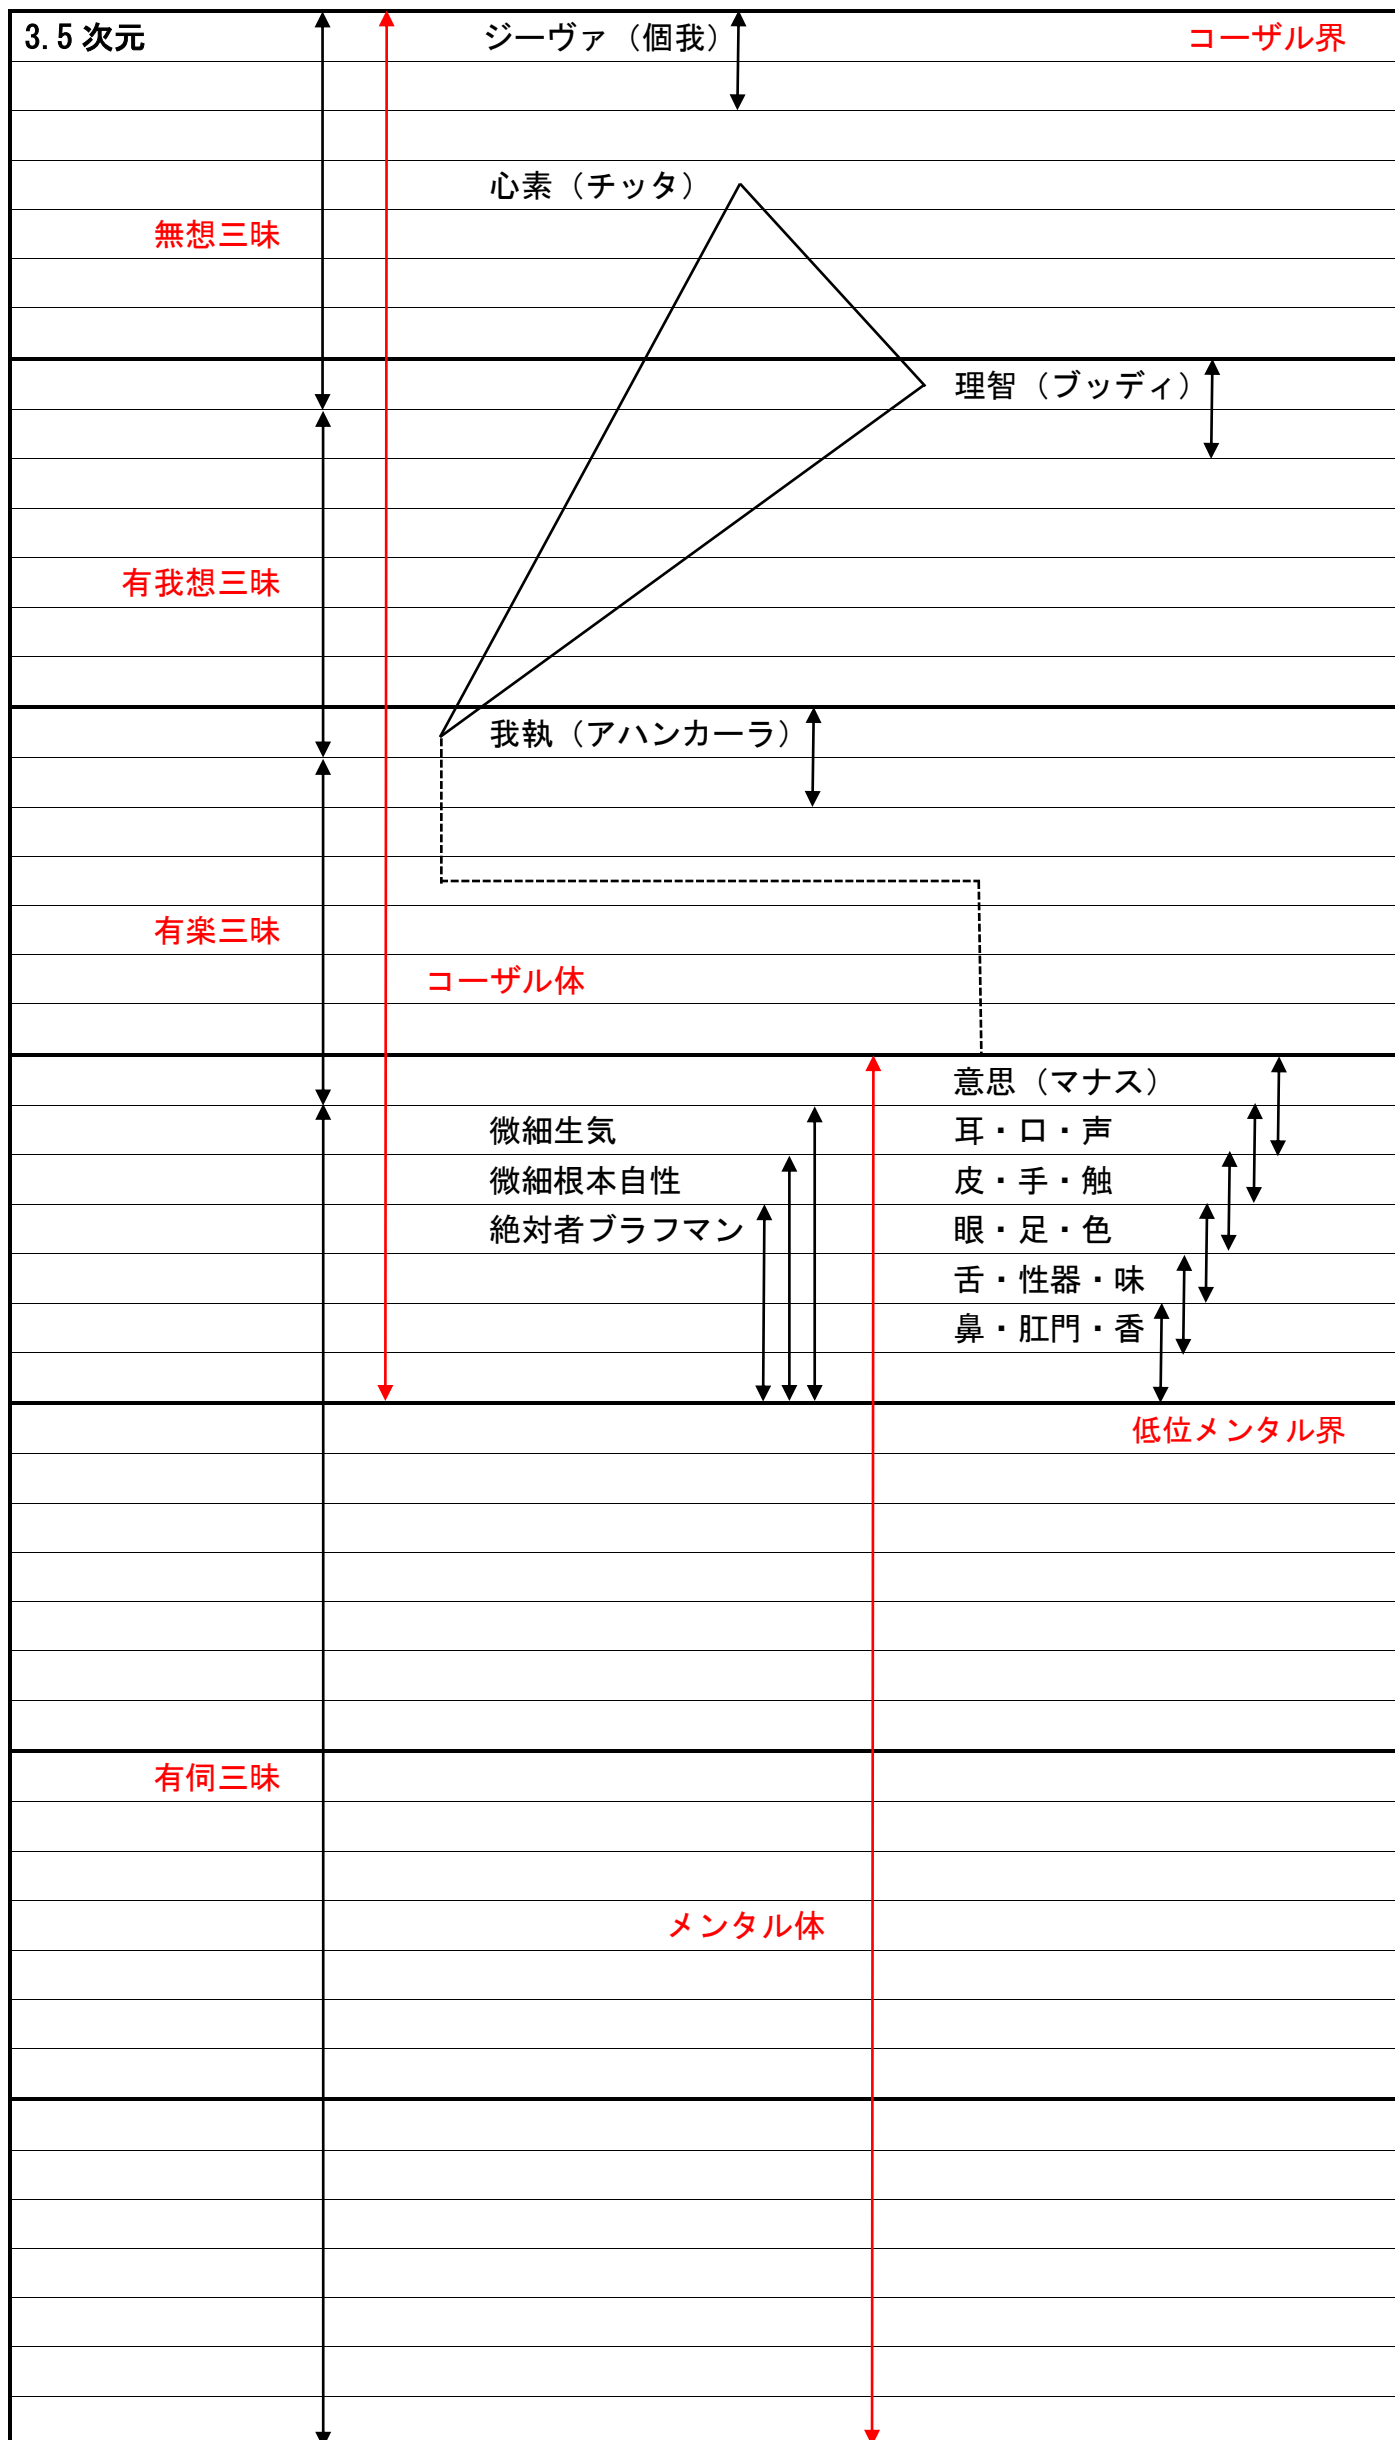 3.5次元 ジーヴァ（個我） コーザル界
心素（チッタ）
無想三昧
理智（ブッディ）
有我想三昧
我執（アハンカーラ）
有楽三昧
コーザル体
意思（マナス）
微細生気 耳・口・声
微細根本自性 皮・手・触
絶対者ブラフマン 眼・足・色
舌・性器・味
鼻・肛門・香
低位メンタル界
有伺三昧
メンタル体